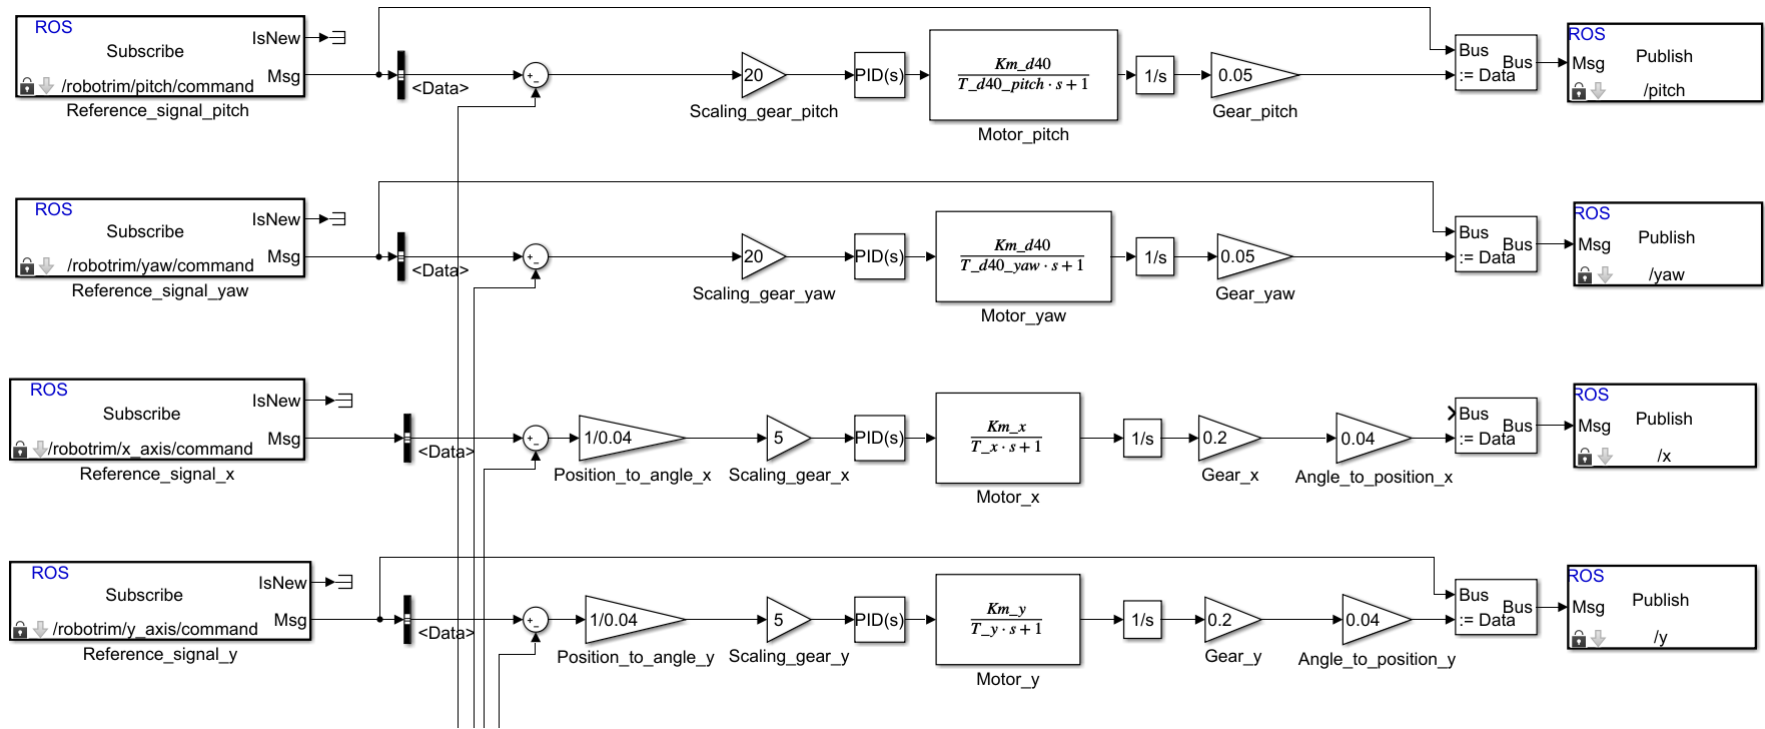 ROS
Subscribe
IsNew
Msg
/robotrim/pitch/command
Reference_signal_pitch
<Data>
+
-
20
Scaling_gear_pitch
PID(s)
Km_d40
T_d40_pitch · s + 1
Motor_pitch
1/s
0.05
Gear_pitch
Bus
:= Data
Bus
ROS
Publish
Msg
/pitch
ROS
Subscribe
IsNew
Msg
/robotrim/yaw/command
Reference_signal_yaw
<Data>
+
-
20
Scaling_gear_yaw
PID(s)
Km_d40
T_d40_yaw · s + 1
Motor_yaw
1/s
0.05
Gear_yaw
Bus
:= Data
Bus
ROS
Publish
Msg
/yaw
ROS
Subscribe
IsNew
Msg
/robotrim/x_axis/command
Reference_signal_x
<Data>
+
-
1/0.04
Position_to_angle_x
5
Scaling_gear_x
PID(s)
Km_x
T_x · s + 1
Motor_x
1/s
0.2
Gear_x
0.04
Angle_to_position_x
Bus
:= Data
Bus
ROS
Publish
Msg
/x
ROS
Subscribe
IsNew
Msg
/robotrim/y_axis/command
Reference_signal_y
<Data>
+
-
1/0.04
Position_to_angle_y
5
Scaling_gear_y
PID(s)
Km_y
T_y · s + 1
Motor_y
1/s
0.2
Gear_y
0.04
Angle_to_position_y
Bus
:= Data
Bus
ROS
Publish
Msg
/y